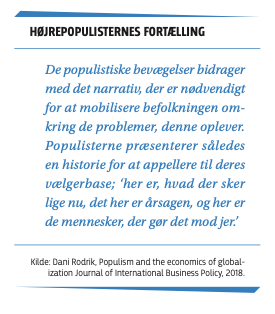 HØJREPOPULISTERNES FORTÆLLING
De populistiske bevægelser bidrager
med det narrativ, der er nødvendigt
for at mobilisere befolkningen om-
kring de problemer, denne oplever.
Populisterne præsenterer således
en historie for at appellere til deres
vælgerbase; ‘her er, hvad der sker
lige nu, det her er årsagen, og her er
de mennesker, der gør det mod jer.’
Kilde: Dani Rodrik, Populism and the economics of global-
ization Journal of International Business Policy, 2018.